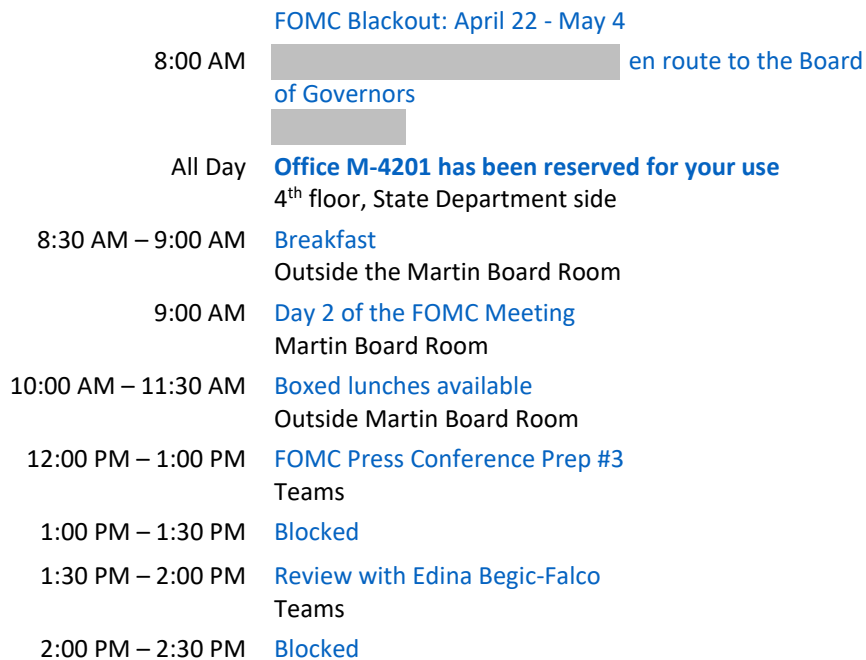 FOMC Blackout: April 22 - May 4
8:00 AM en route to the Board
of Governors
All Day Office M-4201 has been reserved for your use
4th floor, State Department side
8:30 AM – 9:00 AM Breakfast
Outside the Martin Board Room
9:00 AM Day 2 of the FOMC Meeting
Martin Board Room
10:00 AM – 11:30 AM Boxed lunches available
Outside Martin Board Room
12:00 PM – 1:00 PM FOMC Press Conference Prep #3
Teams
1:00 PM – 1:30 PM Blocked
1:30 PM – 2:00 PM Review with Edina Begic-Falco
Teams
2:00 PM – 2:30 PM Blocked